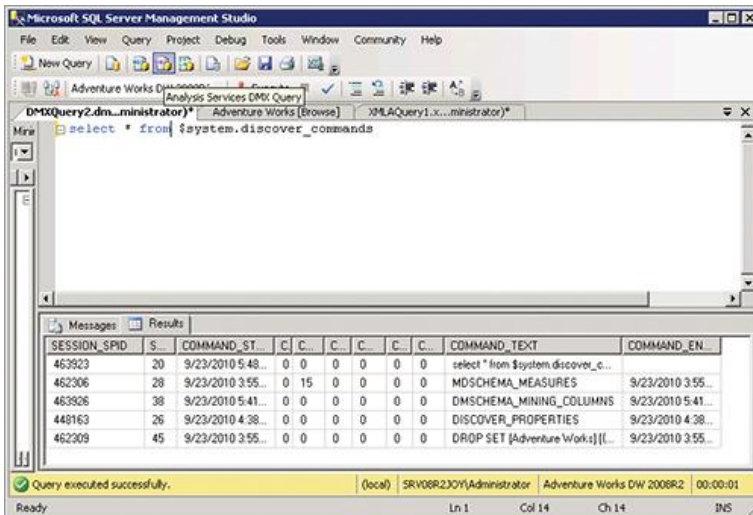 Microsoft SQL Server Management Studio
File Edit View Query Project Debug Tools Window Community Help
New Query
Adventure Works DW 2008R2
Analysis Services DMX Query
DMXQuery2.dm...ministrator)* Adventure Works [Browse] XMLAQuery1.x...ministrator)*
select * from $system.discover_commands
Messages Results
SESSION_SPID S... COMMAND_ST... C... C... C... C... C... C... COMMAND_TEXT COMMAND_EN...
463923 20 9/23/2010 5:48... 0 0 0 0 0 0 select * from $system.discover_c...
462306 28 9/23/2010 3:55... 0 15 0 0 0 0 MDSCHEMA_MEASURES 9/23/2010 3:55...
463926 38 9/23/2010 5:41... 0 0 0 0 0 0 DMSCHEMA_MINING_COLUMNS 9/23/2010 5:41...
448163 26 9/23/2010 4:38... 0 0 0 0 0 0 DISCOVER_PROPERTIES 9/23/2010 4:38...
462309 45 9/23/2010 3:55... 0 0 0 0 0 0 DROP SET [Adventure Works].[(... 9/23/2010 3:55...
Query executed successfully. (local) SRV08R2JOY\Administrator Adventure Works DW 2008R2 00:00:01
Ready Ln 1 Col 14 Ch 14 INS